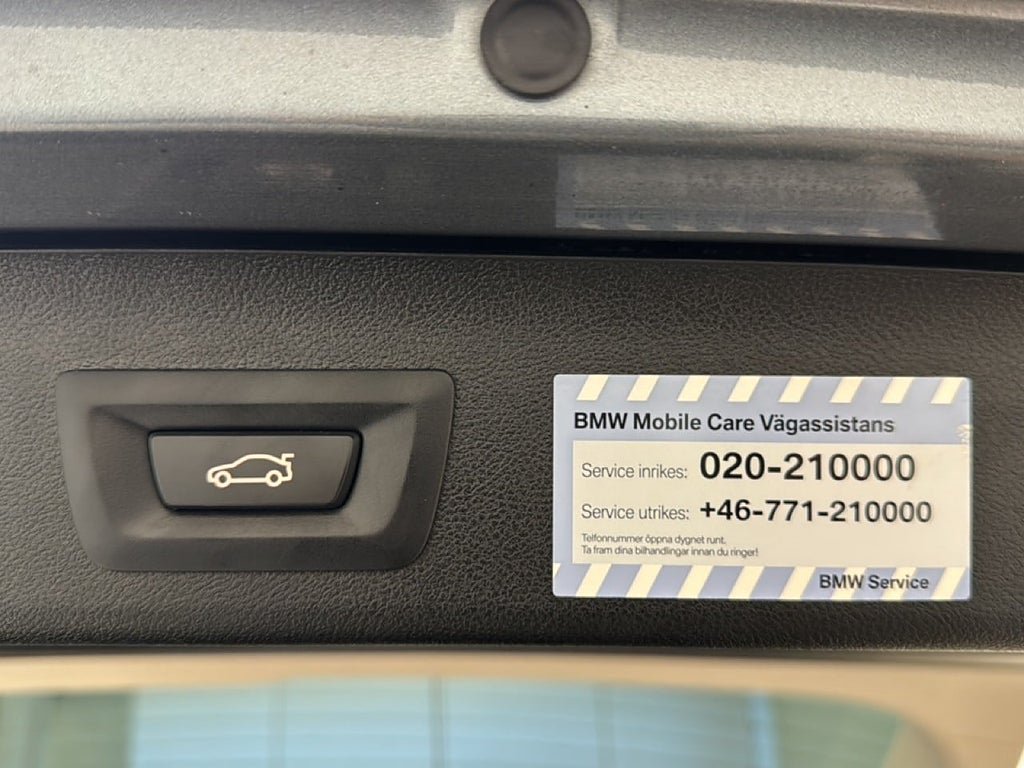 BMW Mobile Care Vägassistans
Service inrikes: 020-210000
Service utrikes: +46-771-210000
Telfonnummer öppna dygnet runt.
Ta fram dina bilhandlingar innan du ringer!
BMW Service